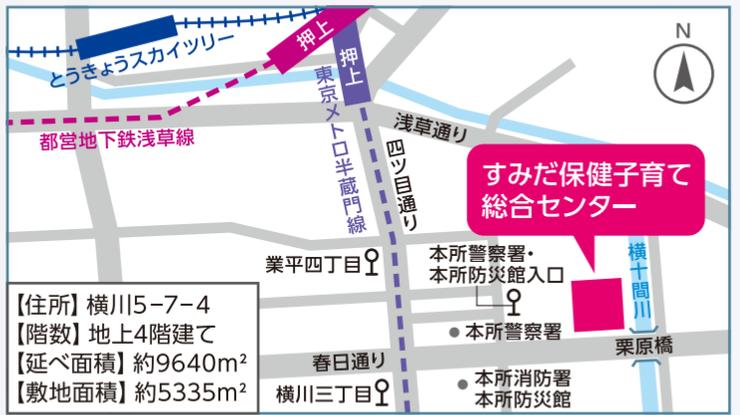 とうきょうスカイツリー
押上
押上
N
都営地下鉄浅草線
東京メトロ半蔵門線
浅草通り
四ツ目通り
すみだ保健子育て
総合センター
業平四丁目
本所警察署・
本所防災館入口
横十間川
本所警察署
栗原橋
春日通り
横川三丁目
本所消防署
本所防災館
【住所】横川5−7−4
【階数】地上4階建て
【延べ面積】約9640m²
【敷地面積】約5335m²